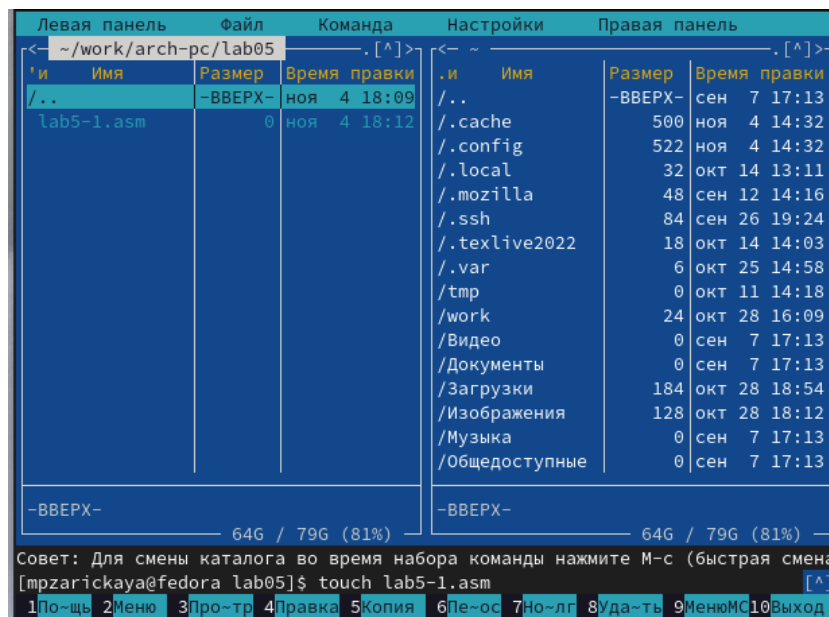 Левая панель Файл Команда Настройки Правая панель
<─ ~/work/arch-pc/lab05 .[^]>
'и Имя Размер Время правки
/.. -ВВЕРХ- ноя 4 18:09
lab5-1.asm 0 ноя 4 18:12
-ВВЕРХ-
64G / 79G (81%)
<─ ~ .[^]>
.и Имя Размер Время правки
/.. -ВВЕРХ- сен 7 17:13
/.cache 500 ноя 4 14:32
/.config 522 ноя 4 14:32
/.local 32 окт 14 13:11
/.mozilla 48 сен 12 14:16
/.ssh 84 сен 26 19:24
/.texlive2022 18 окт 14 14:03
/.var 6 окт 25 14:58
/tmp 0 окт 11 14:18
/work 24 окт 28 16:09
/Видео 0 сен 7 17:13
/Документы 0 сен 7 17:13
/Загрузки 184 окт 28 18:54
/Изображения 128 окт 28 18:12
/Музыка 0 сен 7 17:13
/Общедоступные 0 сен 7 17:13
-ВВЕРХ-
64G / 79G (81%)
Совет: Для смены каталога во время набора команды нажмите M-c (быстрая смена
[mpzarickaya@fedora lab05]$ touch lab5-1.asm [^]
1По~щь 2Меню 3Про~тр 4Правка 5Копия 6Пе~ос 7Но~лг 8Уда~ть 9МенюMC 10Выход